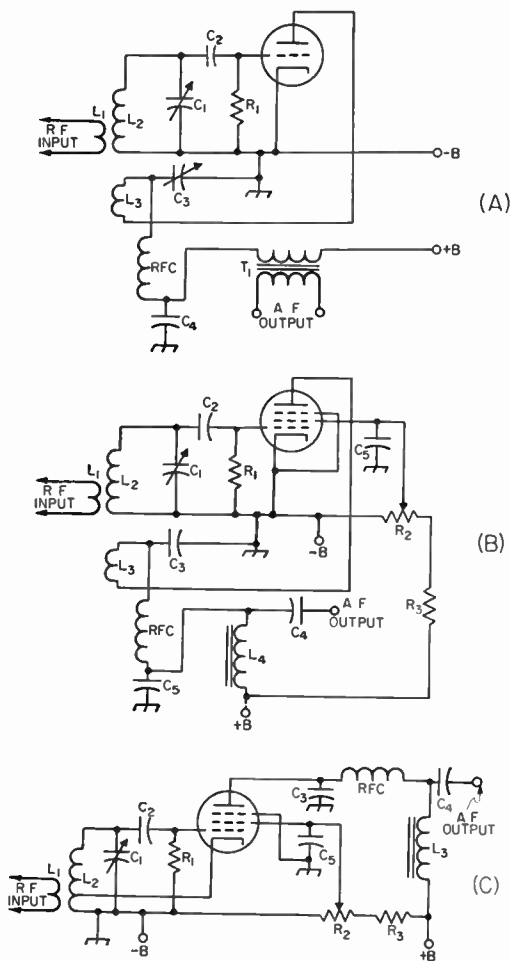 C2
L1
L2
C1
R1
RF
INPUT
-B
L3
C3
(A)
RFC
T1
+B
C4
A F
OUTPUT
C2
C5
L1
L2
C1
R1
RF
INPUT
R2
-B
(B)
L3
C3
R3
RFC
A F
OUTPUT
C4
L4
C5
+B
C3
RFC
C4
A F
OUTPUT
C2
L1
L2
C1
R1
C5
L3
RF
INPUT
(C)
-B
R2
R3
+B